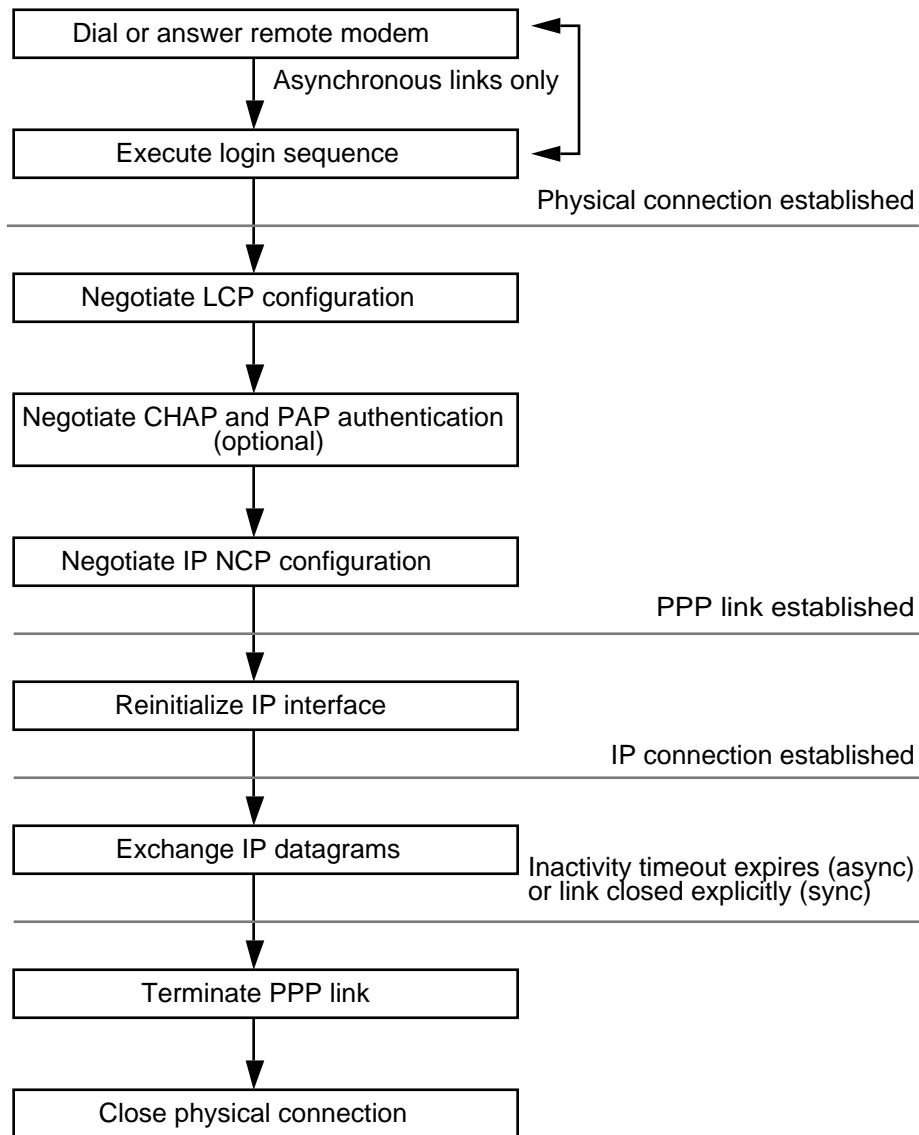 Dial or answer remote modem
Asynchronous links only
Execute login sequence
Physical connection established
Negotiate LCP configuration
Negotiate CHAP and PAP authentication
(optional)
Negotiate IP NCP configuration
PPP link established
Reinitialize IP interface
IP connection established
Exchange IP datagrams
Inactivity timeout expires (async)
or link closed explicitly (sync)
Terminate PPP link
Close physical connection